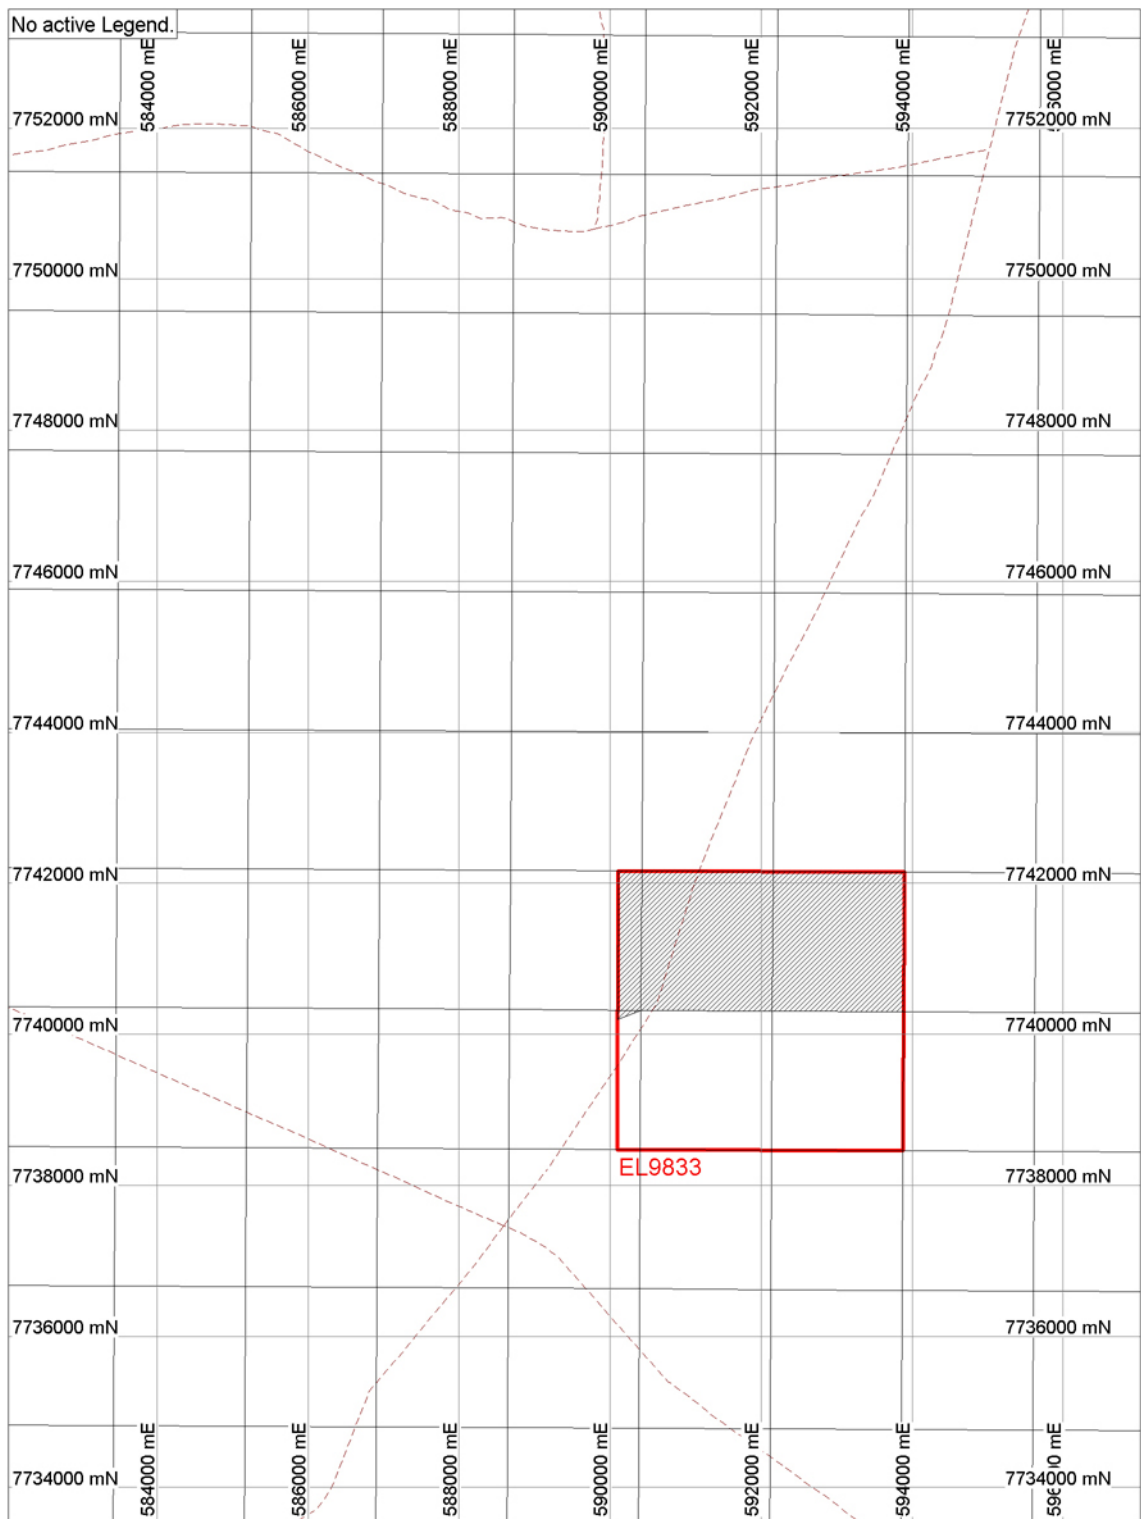 No active Legend.
584000 mE
586000 mE
588000 mE
590000 mE
592000 mE
594000 mE
7752000 mN
7752000 mN
7750000 mN
7750000 mN
7748000 mN
7748000 mN
7746000 mN
7746000 mN
7744000 mN
7744000 mN
7742000 mN
7742000 mN
7740000 mN
7740000 mN
EL9833
7738000 mN
7738000 mN
7736000 mN
7736000 mN
7734000 mN
7734000 mN
584000 mE
586000 mE
588000 mE
590000 mE
592000 mE
594000 mE